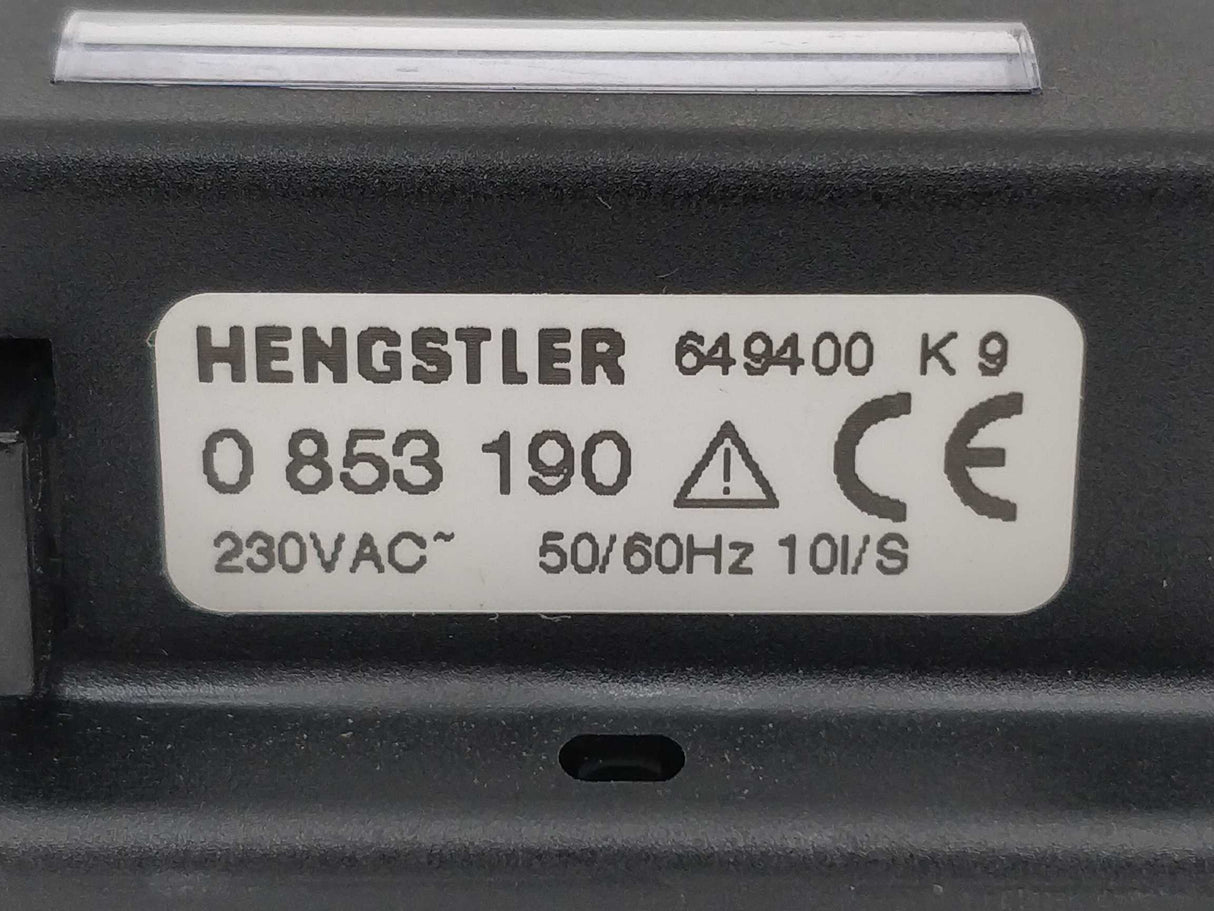 HENGSTLER 649400 K 9
0 853 190 ⚠ CE
230VAC~ 50/60Hz 10I/S